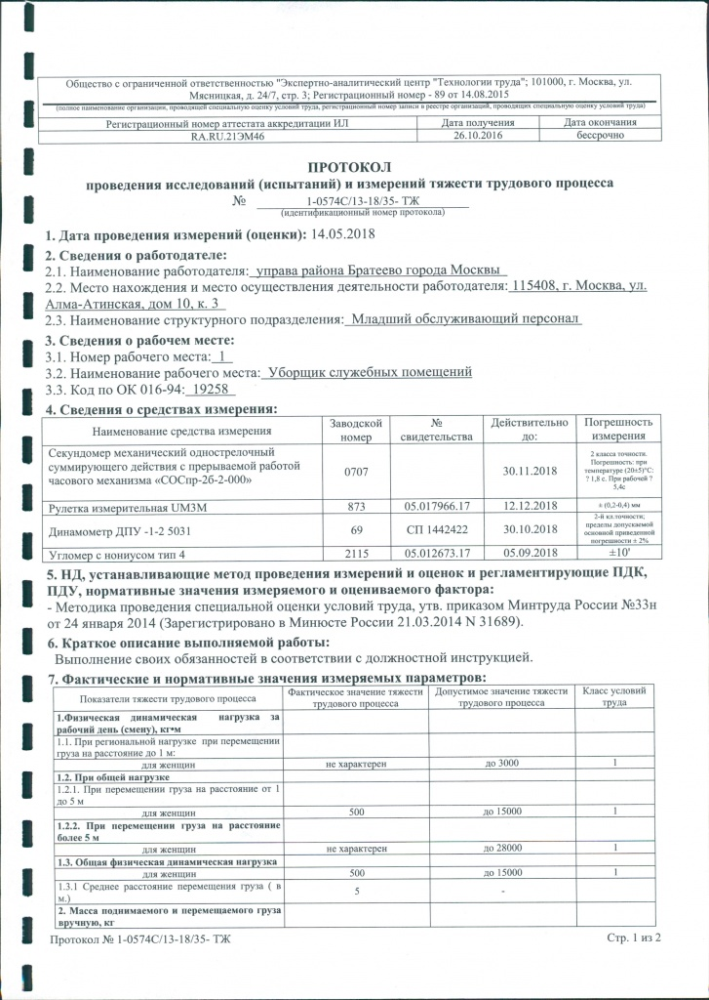 Общество с ограниченной ответственностью "Экспертно-аналитический центр "Технологии труда"; 101000, г. Москва, ул.
Мясницкая, д. 24/7, стр. 3; Регистрационный номер - 89 от 14.08.2015
(полное наименование организации, проводящей специальную оценку условий труда, регистрационный номер записи в реестре организаций, проводящих специальную оценку условий труда)
Регистрационный номер аттестата аккредитации ИЛ Дата получения Дата окончания
RA.RU.21ЭМ46 26.10.2016 бессрочно
ПРОТОКОЛ
проведения исследований (испытаний) и измерений тяжести трудового процесса
№ 1-0574С/13-18/35- ТЖ
(идентификационный номер протокола)
1. Дата проведения измерений (оценки): 14.05.2018
2. Сведения о работодателе:
2.1. Наименование работодателя: управа района Братеево города Москвы
2.2. Место нахождения и место осуществления деятельности работодателя: 115408, г. Москва, ул.
Алма-Атинская, дом 10, к. 3
2.3. Наименование структурного подразделения: Младший обслуживающий персонал
3. Сведения о рабочем месте:
3.1. Номер рабочего места: 1
3.2. Наименование рабочего места: Уборщик служебных помещений
3.3. Код по ОК 016-94: 19258
4. Сведения о средствах измерения:
Наименование средства измерения Заводской номер № свидетельства Действительно до: Погрешность измерения
Секундомер механический однострелочный
суммирующего действия с прерываемой работой
часового механизма «СОСпр-2б-2-000» 0707 30.11.2018 2 класса точности. Погрешность: при температуре (20±5)°С: ? 1,8 с. При рабочей ? 5,4с
Рулетка измерительная UM3M 873 05.017966.17 12.12.2018 ± (0,2-0,4) мм
Динамометр ДПУ -1-2 5031 69 СП 1442422 30.10.2018 2-й кл.точности; пределы допускаемой основной приведенной погрешности ± 2%
Угломер с нониусом тип 4 2115 05.012673.17 05.09.2018 ±10'
5. НД, устанавливающие метод проведения измерений и оценок и регламентирующие ПДК,
ПДУ, нормативные значения измеряемого и оцениваемого фактора:
- Методика проведения специальной оценки условий труда, утв. приказом Минтруда России №33н
от 24 января 2014 (Зарегистрировано в Минюсте России 21.03.2014 N 31689).
6. Краткое описание выполняемой работы:
Выполнение своих обязанностей в соответствии с должностной инструкцией.
7. Фактические и нормативные значения измеряемых параметров:
Показатели тяжести трудового процесса Фактическое значение тяжести трудового процесса Допустимое значение тяжести трудового процесса Класс условий труда
1.Физическая динамическая нагрузка за
рабочий день (смену), кг•м
1.1. При региональной нагрузке при перемещении
груза на расстояние до 1 м:
для женщин не характерен до 3000 1
1.2. При общей нагрузке
1.2.1. При перемещении груза на расстояние от 1
до 5 м
для женщин 500 до 15000 1
1.2.2. При перемещении груза на расстояние
более 5 м
для женщин не характерен до 28000 1
1.3. Общая физическая динамическая нагрузка
для женщин 500 до 15000 1
1.3.1 Среднее расстояние перемещения груза ( в
м.) 5 -
2. Масса поднимаемого и перемещаемого груза
вручную, кг
Протокол № 1-0574С/13-18/35- ТЖ Стр. 1 из 2